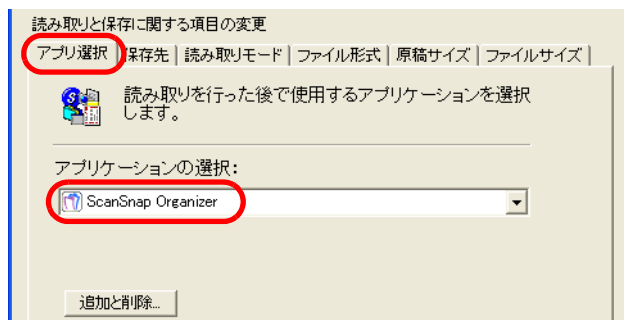 読み取りと保存に関する項目の変更
アプリ選択 保存先 読み取りモード ファイル形式 原稿サイズ ファイルサイズ
読み取りを行った後で使用するアプリケーションを選択
します。
アプリケーションの選択:
ScanSnap Organizer
追加と削除...